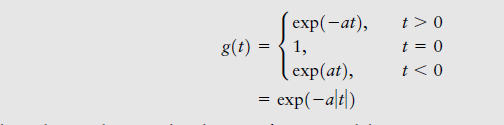 exp(-at), t > 0
g(t) = { 1, t = 0
exp(at), t < 0
= exp(-a|t|)